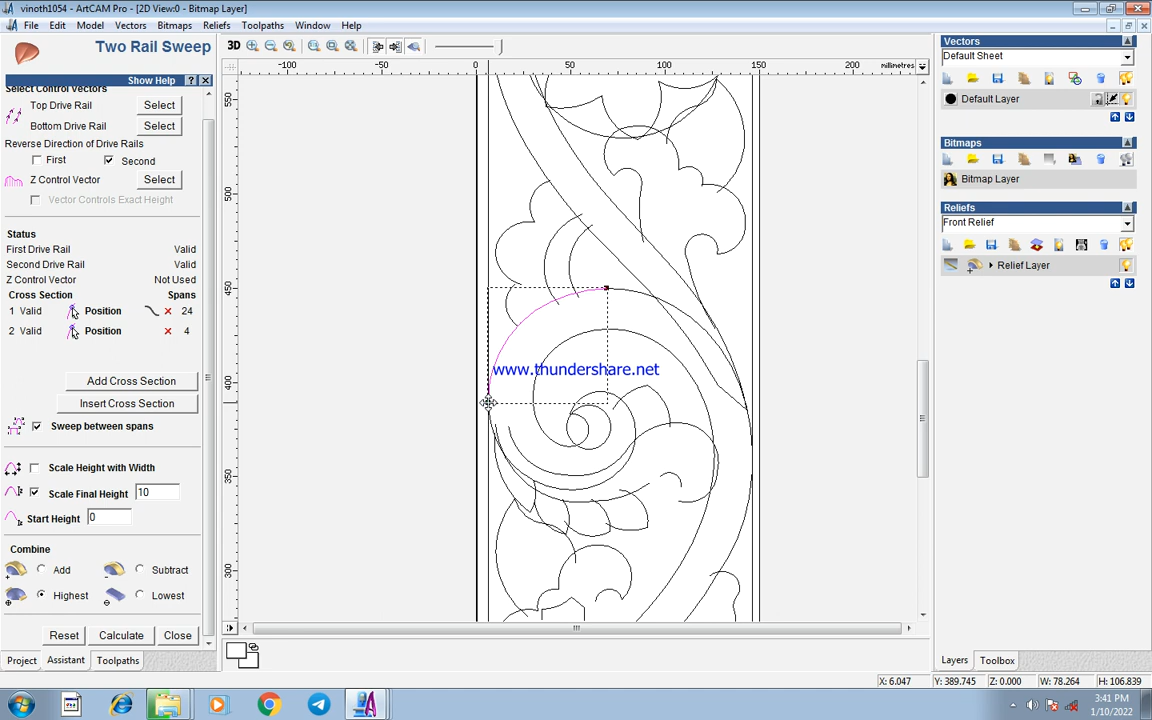 vinoth1054 - ArtCAM Pro - [2D View:0 - Bitmap Layer]
File Edit Model Vectors Bitmaps Reliefs Toolpaths Window Help
Two Rail Sweep
Show Help ? X
Select Control Vectors
Top Drive Rail Select
Bottom Drive Rail Select
Reverse Direction of Drive Rails
First Second
Z Control Vector Select
Vector Controls Exact Height
Status
First Drive Rail Valid
Second Drive Rail Valid
Z Control Vector Not Used
Cross Section Spans
1 Valid Position 24
2 Valid Position 4
Add Cross Section
Insert Cross Section
Sweep between spans
Scale Height with Width
Scale Final Height 10
Start Height 0
Combine
Add Subtract
Highest Lowest
Reset Calculate Close
Project Assistant Toolpaths
3D
-100 -50 50 100 150 200 millimetres
550
500
450
400
350
300
www.thundershare.net
Vectors
Default Sheet
Default Layer
Bitmaps
Bitmap Layer
Reliefs
Front Relief
Relief Layer
Layers Toolbox
X: 6.047 Y: 389.745 Z: 0.000 W: 78.264 H: 106.839
3:41 PM
1/10/2022